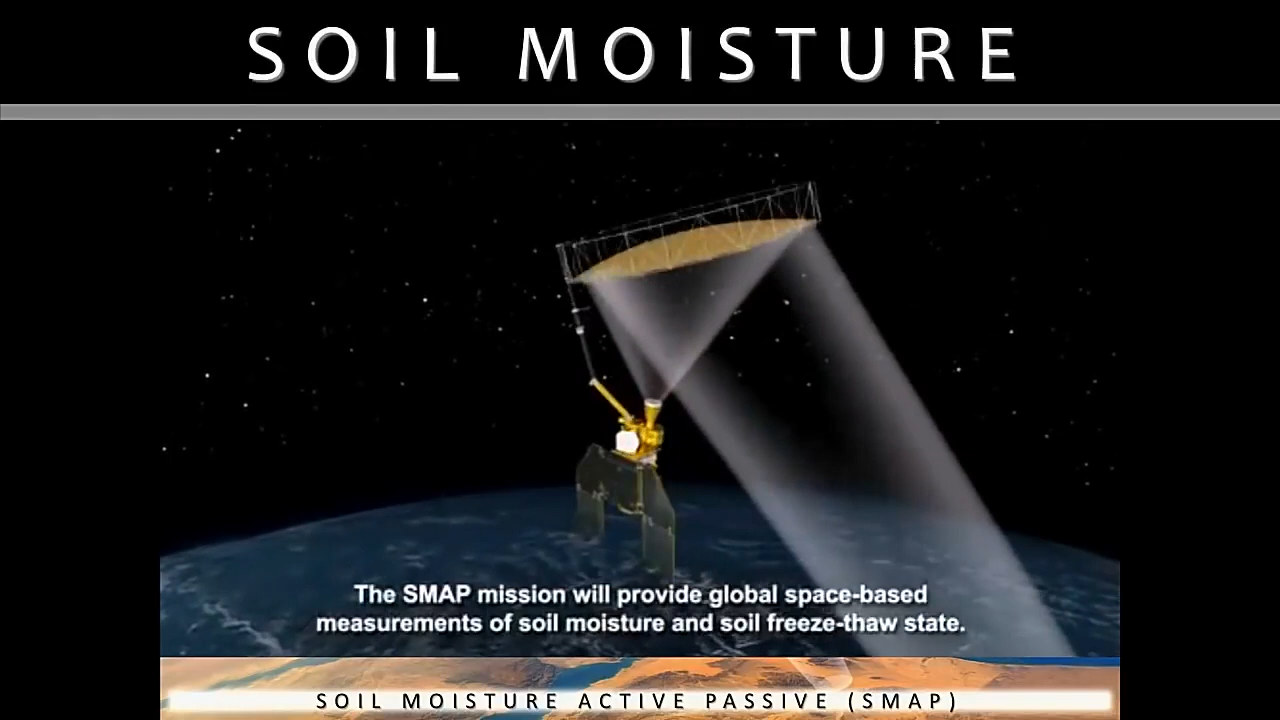 SOIL MOISTURE
The SMAP mission will provide global space-based
measurements of soil moisture and soil freeze-thaw state.
SOIL MOISTURE ACTIVE PASSIVE (SMAP)